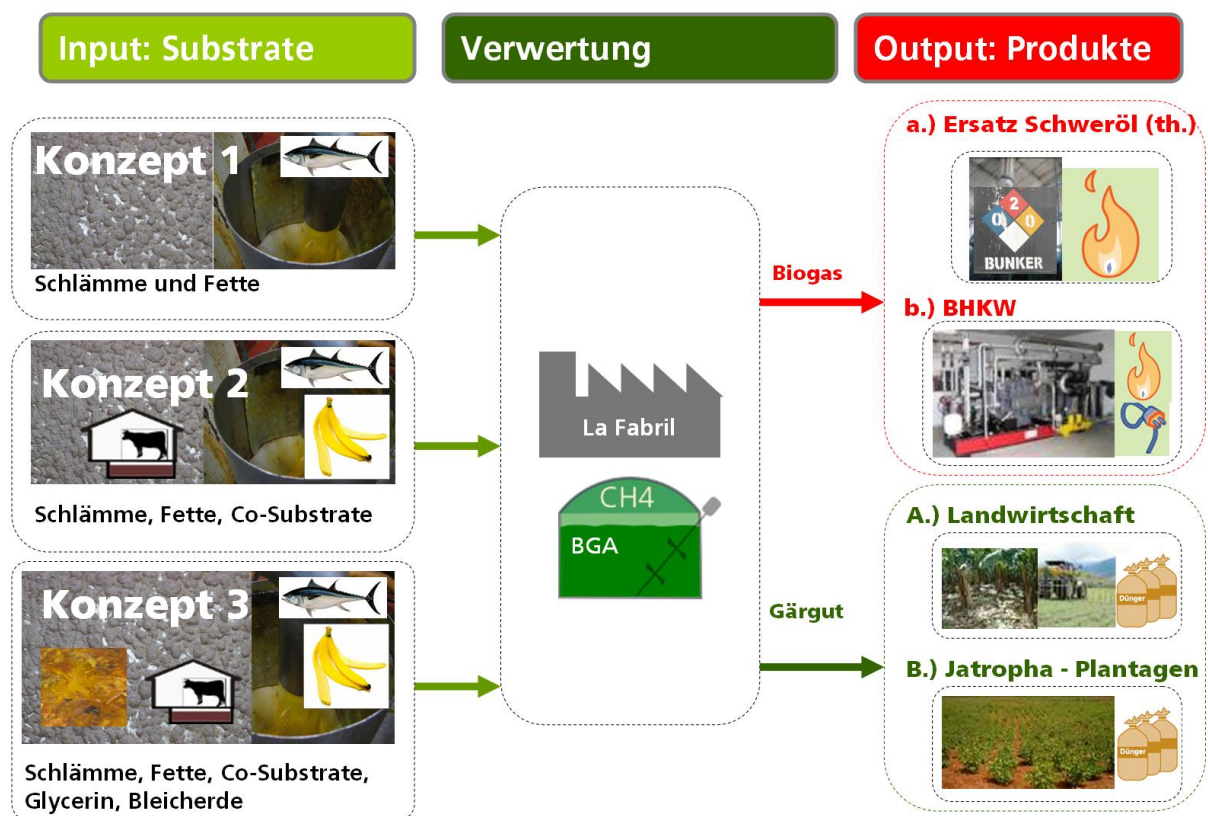 Input: Substrate
Verwertung
Output: Produkte
Konzept 1
Schlämme und Fette
Konzept 2
Schlämme, Fette, Co-Substrate
Konzept 3
Schlämme, Fette, Co-Substrate,
Glycerin, Bleicherde
La Fabril
CH4
BGA
Biogas
Gärgut
a.) Ersatz Schweröl (th.)
2
0 0
BUNKER
b.) BHKW
A.) Landwirtschaft
Dünger
B.) Jatropha - Plantagen
Dünger